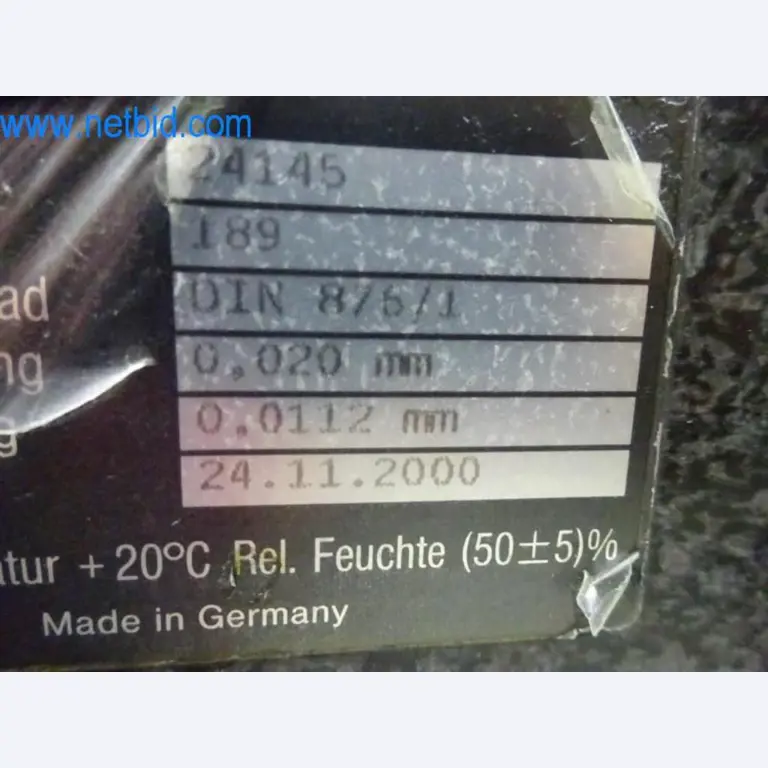 www.netbid.com
24145
189
ad
DIN 876/1
ng
0,020 mm
g
0.0112 mm
24.11.2000
atur + 20°C Rel. Feuchte (50±5)%
Made in Germany